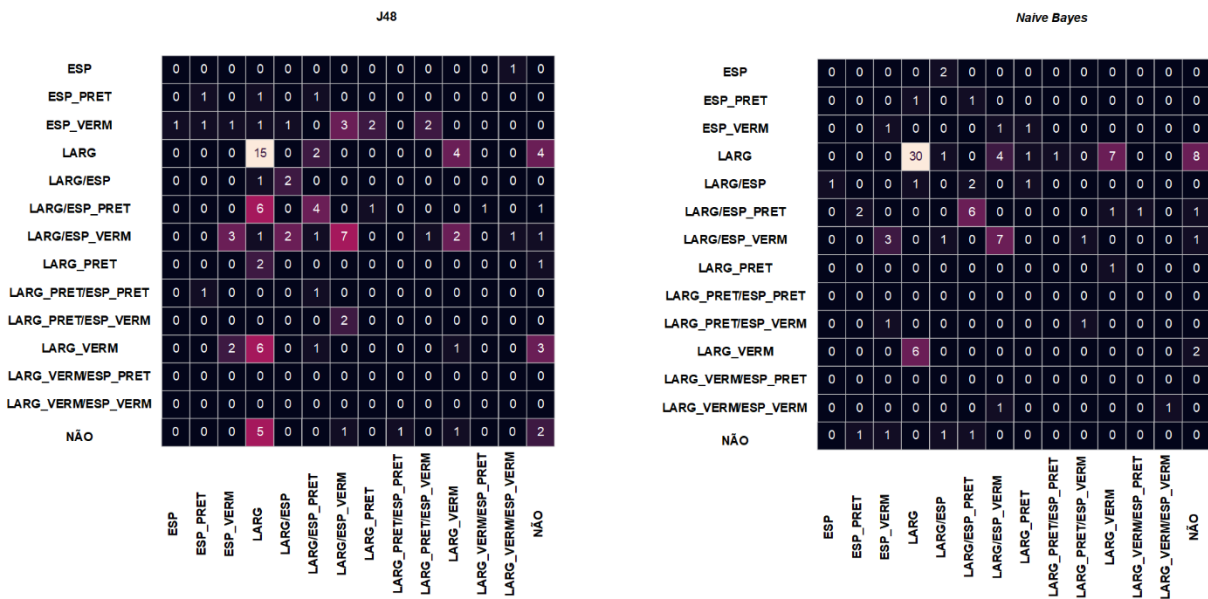 J48
ESP 0 0 0 0 0 0 0 0 0 0 0 0 1 0
ESP_PRET 0 1 0 1 0 1 0 0 0 0 0 0 0 0
ESP_VERM 1 1 1 1 1 0 3 2 0 2 0 0 0 0
LARG 0 0 0 15 0 2 0 0 0 0 4 0 0 4
LARG/ESP 0 0 0 1 2 0 0 0 0 0 0 0 0 0
LARG/ESP_PRET 0 0 0 6 0 4 0 1 0 0 0 1 0 1
LARG/ESP_VERM 0 0 3 1 2 1 7 0 0 1 2 0 1 1
LARG_PRET 0 0 0 2 0 0 0 0 0 0 0 0 0 1
LARG_PRET/ESP_PRET 0 1 0 0 0 1 0 0 0 0 0 0 0 0
LARG_PRET/ESP_VERM 0 0 0 0 0 0 2 0 0 0 0 0 0 0
LARG_VERM 0 0 2 6 0 1 0 0 0 0 1 0 0 3
LARG_VERM/ESP_PRET 0 0 0 0 0 0 0 0 0 0 0 0 0 0
LARG_VERM/ESP_VERM 0 0 0 0 0 0 0 0 0 0 0 0 0 0
NÃO 0 0 0 5 0 0 1 0 1 0 1 0 0 2
ESP
ESP_PRET
ESP_VERM
LARG
LARG/ESP
LARG/ESP_PRET
LARG/ESP_VERM
LARG_PRET
LARG_PRET/ESP_PRET
LARG_PRET/ESP_VERM
LARG_VERM
LARG_VERM/ESP_PRET
LARG_VERM/ESP_VERM
NÃO
Naive Bayes
ESP 0 0 0 0 2 0 0 0 0 0 0 0 0 0
ESP_PRET 0 0 0 1 0 1 0 0 0 0 0 0 0 0
ESP_VERM 0 0 1 0 0 0 1 1 0 0 0 0 0 0
LARG 0 0 0 30 1 0 4 1 1 0 7 0 0 8
LARG/ESP 1 0 0 1 0 2 0 1 0 0 0 0 0 0
LARG/ESP_PRET 0 2 0 0 0 6 0 0 0 0 1 1 0 1
LARG/ESP_VERM 0 0 3 0 1 0 7 0 0 1 0 0 0 1
LARG_PRET 0 0 0 0 0 0 0 0 0 0 1 0 0 0
LARG_PRET/ESP_PRET 0 0 0 0 0 0 0 0 0 0 0 0 0 0
LARG_PRET/ESP_VERM 0 0 1 0 0 0 0 0 0 1 0 0 0 0
LARG_VERM 0 0 0 6 0 0 0 0 0 0 0 0 0 2
LARG_VERM/ESP_PRET 0 0 0 0 0 0 0 0 0 0 0 0 0 0
LARG_VERM/ESP_VERM 0 0 0 0 0 0 1 0 0 0 0 0 1 0
NÃO 0 1 1 0 1 1 0 0 0 0 0 0 0 0
ESP
ESP_PRET
ESP_VERM
LARG
LARG/ESP
LARG/ESP_PRET
LARG/ESP_VERM
LARG_PRET
LARG_PRET/ESP_PRET
LARG_PRET/ESP_VERM
LARG_VERM
LARG_VERM/ESP_PRET
LARG_VERM/ESP_VERM
NÃO